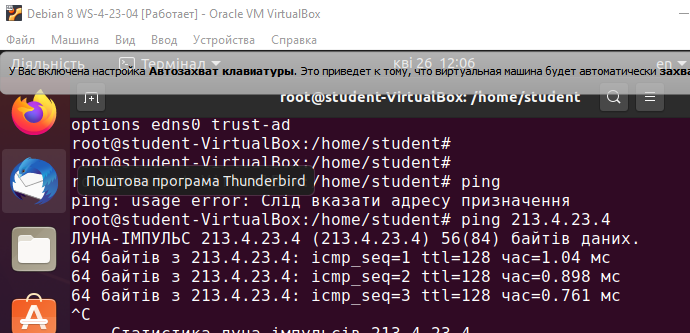 Debian 8 WS-4-23-04 [Работает] - Oracle VM VirtualBox
Файл Машина Вид Ввод Устройства Справка
Діяльність Термінал кві 26 12:06 en
У Вас включена настройка Автозахват клавиатуры. Это приведет к тому, что виртуальная машина будет автоматически захва
root@student-VirtualBox: /home/student
options edns0 trust-ad
root@student-VirtualBox:/home/student#
root@student-VirtualBox:/home/student#
root@student-VirtualBox:/home/student# ping
Поштова програма Thunderbird
ping: usage error: Слід вказати адресу призначення
root@student-VirtualBox:/home/student# ping 213.4.23.4
ЛУНА-ІМПУЛЬС 213.4.23.4 (213.4.23.4) 56(84) байтів даних.
64 байтів з 213.4.23.4: icmp_seq=1 ttl=128 час=1.04 мс
64 байтів з 213.4.23.4: icmp_seq=2 ttl=128 час=0.898 мс
64 байтів з 213.4.23.4: icmp_seq=3 ttl=128 час=0.761 мс
^C
--- Статистика луна-імпульсів 213.4.23.4